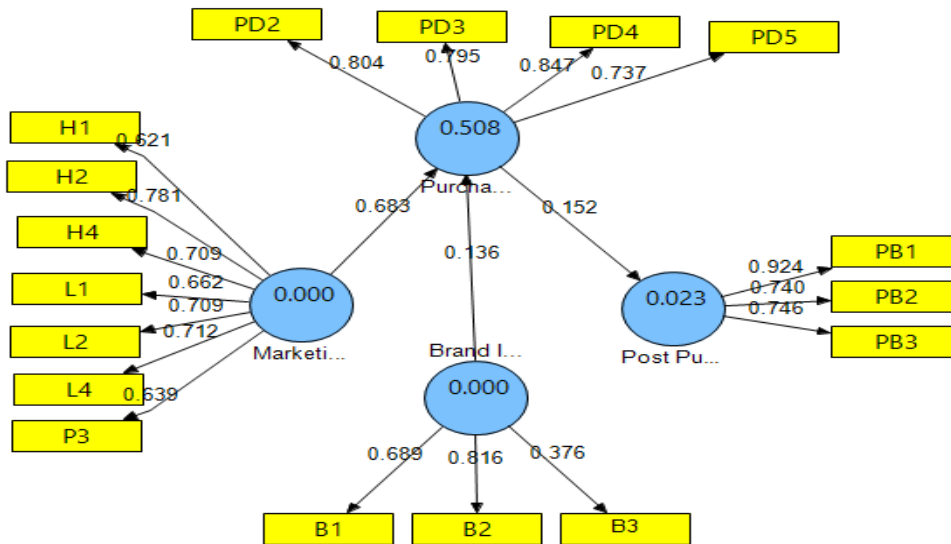 PD2
PD3
PD4
PD5
0.804
0.795
0.847
0.737
H1
0.621
0.508
H2
0.781
Purcha...
H4
0.709
0.683
0.152
L1
0.662
0.000
0.136
PB1
0.924
L2
0.709
0.023
0.740
PB2
0.712
Marketi...
Brand I...
Post Pu...
0.746
PB3
L4
0.639
0.000
P3
0.689
0.816
0.376
B1
B2
B3